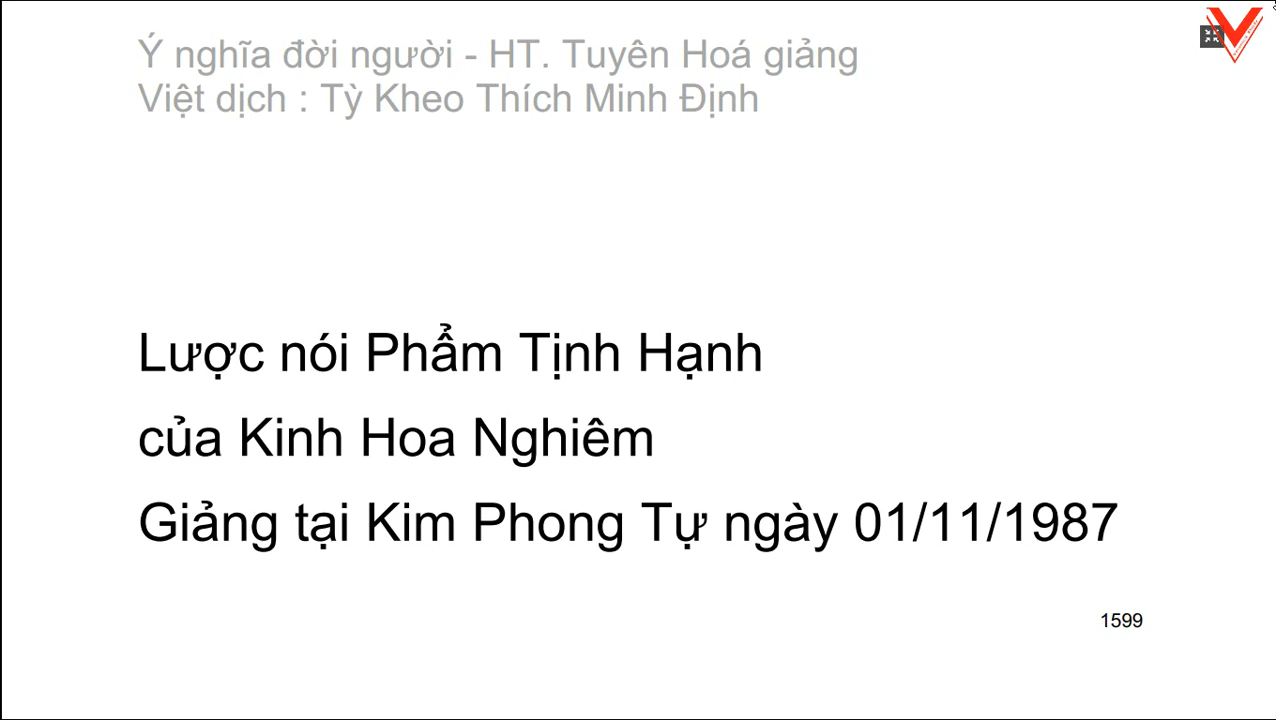 Ý nghĩa đời người - HT. Tuyên Hoá giảng
Việt dịch : Tỳ Kheo Thích Minh Định
Lược nói Phẩm Tịnh Hạnh
của Kinh Hoa Nghiêm
Giảng tại Kim Phong Tự ngày 01/11/1987
1599